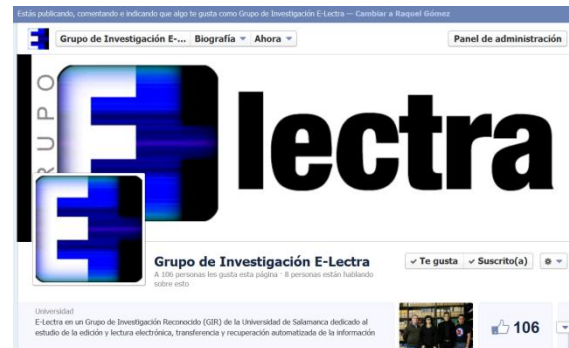 Estás publicando, comentando e indicando que algo te gusta como Grupo de Investigación E-Lectra — Cambiar a Raquel Gómez
Grupo de Investigación E-... Biografía Ahora Panel de administración
GRUPO
E lectra
E
Grupo de Investigación E-Lectra
✓ Te gusta ✓ Suscrito(a)
A 106 personas les gusta esta página · 8 personas están hablando
sobre esto
Universidad
E-Lectra en un Grupo de Investigación Reconocido (GIR) de la Universidad de Salamanca dedicado al
estudio de la edición y lectura electrónica, transferencia y recuperación automatizada de la información
106